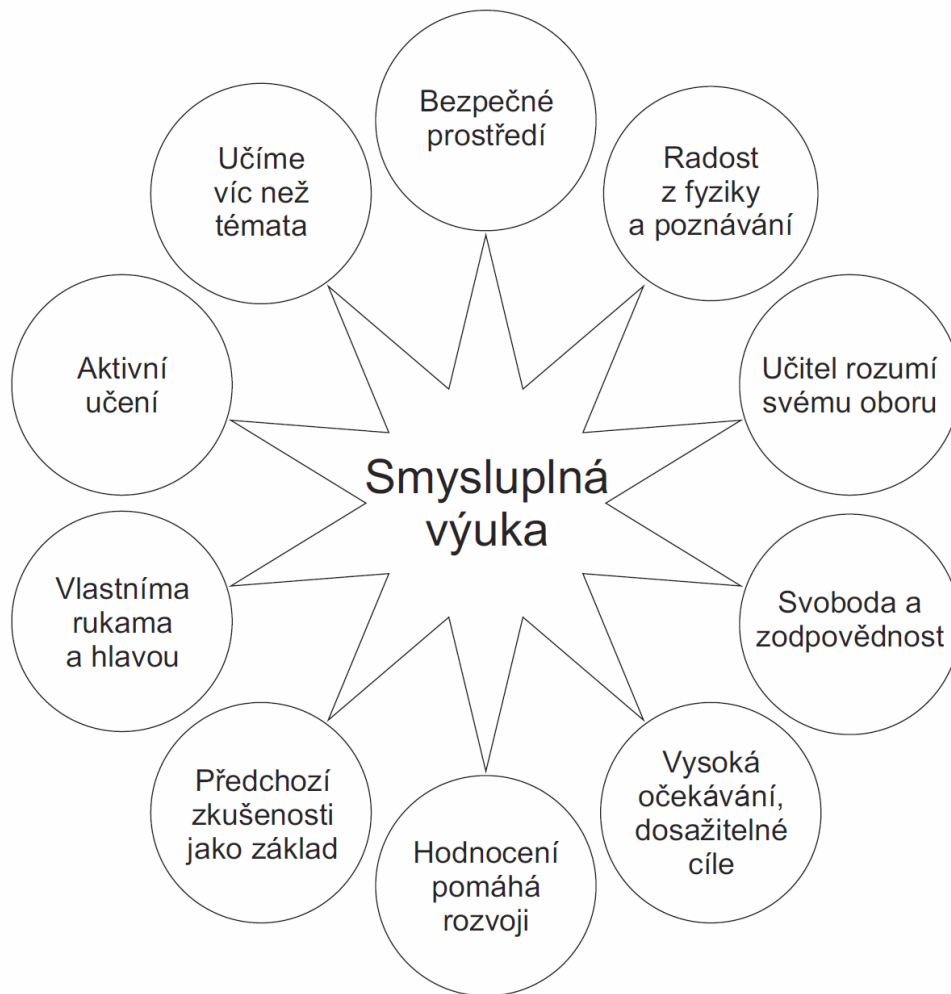 Bezpečné
prostředí
Radost
z fyziky
a poznávání
Učitel rozumí
svému oboru
Svoboda a
zodpovědnost
Vysoká
očekávání,
dosažitelné
cíle
Hodnocení
pomáhá
rozvoji
Předchozí
zkušenosti
jako základ
Vlastníma
rukama
a hlavou
Aktivní
učení
Učíme
víc než
témata
Smysluplná
výuka